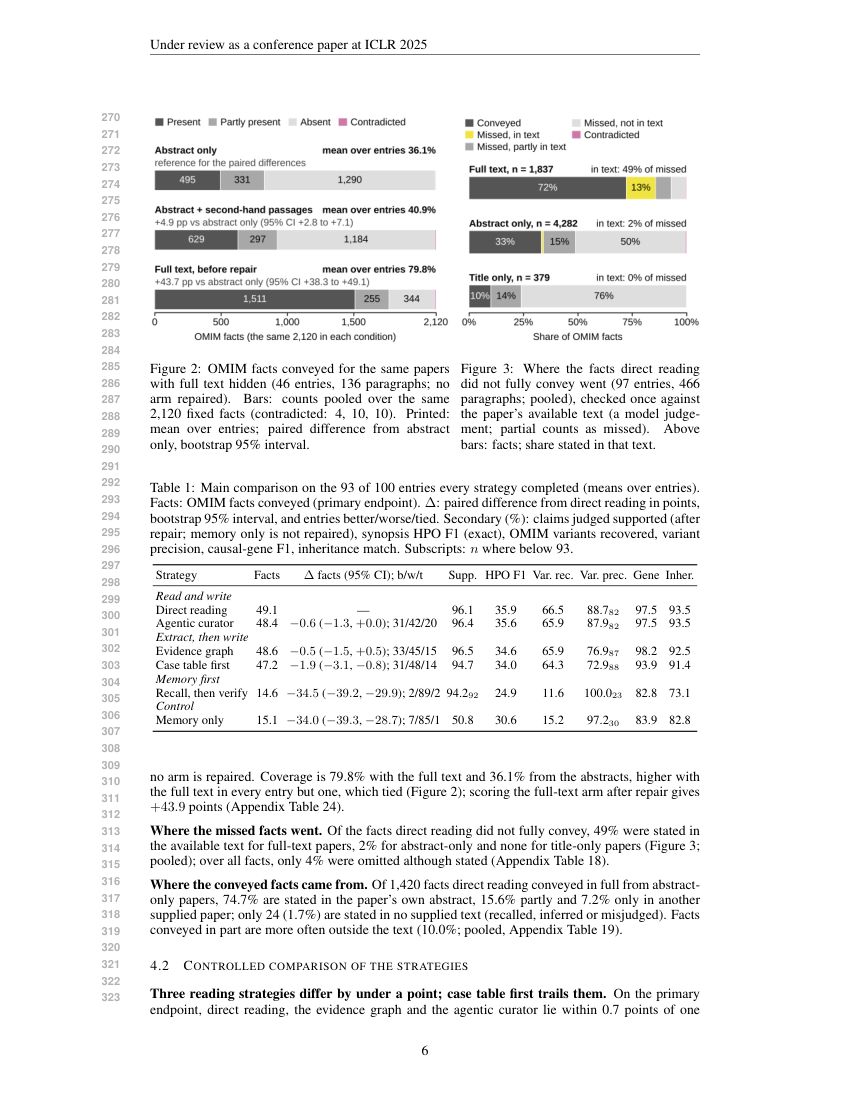 Under review as a conference paper at ICLR 2025
270
271
272
273
274
275
276
277
278
279
280
281
282
283
284
285
286
287
288
289
290
291
292
293
294
295
296
297
298
299
300
301
302
303
304
305
306
307
308
309
310
311
312
313
314
315
316
317
318
319
320
321
322
323
Present Partly present Absent Contradicted
Abstract only mean over entries 36.1%
reference for the paired differences
495 331 1,290
Abstract + second-hand passages mean over entries 40.9%
+4.9 pp vs abstract only (95% CI +2.8 to +7.1)
629 297 1,184
Full text, before repair mean over entries 79.8%
+43.7 pp vs abstract only (95% CI +38.3 to +49.1)
1,511 255 344
0 500 1,000 1,500 2,120
OMIM facts (the same 2,120 in each condition)
Conveyed Missed, not in text
Missed, in text Contradicted
Missed, partly in text
Full text, n = 1,837 in text: 49% of missed
72% 13%
Abstract only, n = 4,282 in text: 2% of missed
33% 15% 50%
Title only, n = 379 in text: 0% of missed
10% 14% 76%
0% 25% 50% 75% 100%
Share of OMIM facts
Figure 2: OMIM facts conveyed for the same papers
with full text hidden (46 entries, 136 paragraphs; no
arm repaired). Bars: counts pooled over the same
2,120 fixed facts (contradicted: 4, 10, 10). Printed:
mean over entries; paired difference from abstract
only, bootstrap 95% interval.
Figure 3: Where the facts direct reading
did not fully convey went (97 entries, 466
paragraphs; pooled), checked once against
the paper's available text (a model judge-
ment; partial counts as missed). Above
bars: facts; share stated in that text.
Table 1: Main comparison on the 93 of 100 entries every strategy completed (means over entries).
Facts: OMIM facts conveyed (primary endpoint). Δ: paired difference from direct reading in points,
bootstrap 95% interval, and entries better/worse/tied. Secondary (%): claims judged supported (after
repair; memory only is not repaired), synopsis HPO F1 (exact), OMIM variants recovered, variant
precision, causal-gene F1, inheritance match. Subscripts: n where below 93.
Strategy Facts Δ facts (95% CI); b/w/t Supp. HPO F1 Var. rec. Var. prec. Gene Inher.
Read and write
Direct reading 49.1 — 96.1 35.9 66.5 88.7₈₂ 97.5 93.5
Agentic curator 48.4 −0.6 (−1.3, +0.0); 31/42/20 96.4 35.6 65.9 87.9₈₂ 97.5 93.5
Extract, then write
Evidence graph 48.6 −0.5 (−1.5, +0.5); 33/45/15 96.5 34.6 65.9 76.9₈₇ 98.2 92.5
Case table first 47.2 −1.9 (−3.1, −0.8); 31/48/14 94.7 34.0 64.3 72.9₈₈ 93.9 91.4
Memory first
Recall, then verify 14.6 −34.5 (−39.2, −29.9); 2/89/2 94.2₉₂ 24.9 11.6 100.0₂₃ 82.8 73.1
Control
Memory only 15.1 −34.0 (−39.3, −28.7); 7/85/1 50.8 30.6 15.2 97.2₃₀ 83.9 82.8
no arm is repaired. Coverage is 79.8% with the full text and 36.1% from the abstracts, higher with
the full text in every entry but one, which tied (Figure 2); scoring the full-text arm after repair gives
+43.9 points (Appendix Table 24).
Where the missed facts went. Of the facts direct reading did not fully convey, 49% were stated in
the available text for full-text papers, 2% for abstract-only and none for title-only papers (Figure 3;
pooled); over all facts, only 4% were omitted although stated (Appendix Table 18).
Where the conveyed facts came from. Of 1,420 facts direct reading conveyed in full from abstract-
only papers, 74.7% are stated in the paper's own abstract, 15.6% partly and 7.2% only in another
supplied paper; only 24 (1.7%) are stated in no supplied text (recalled, inferred or misjudged). Facts
conveyed in part are more often outside the text (10.0%; pooled, Appendix Table 19).
4.2 CONTROLLED COMPARISON OF THE STRATEGIES
Three reading strategies differ by under a point; case table first trails them. On the primary
endpoint, direct reading, the evidence graph and the agentic curator lie within 0.7 points of one
6